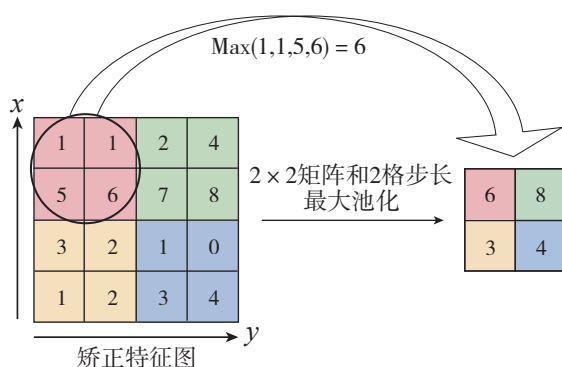 Max(1,1,5,6) = 6
x
1 1 2 4
5 6 7 8
3 2 1 0
1 2 3 4
y
矫正特征图
2 × 2矩阵和2格步长
最大池化
6 8
3 4